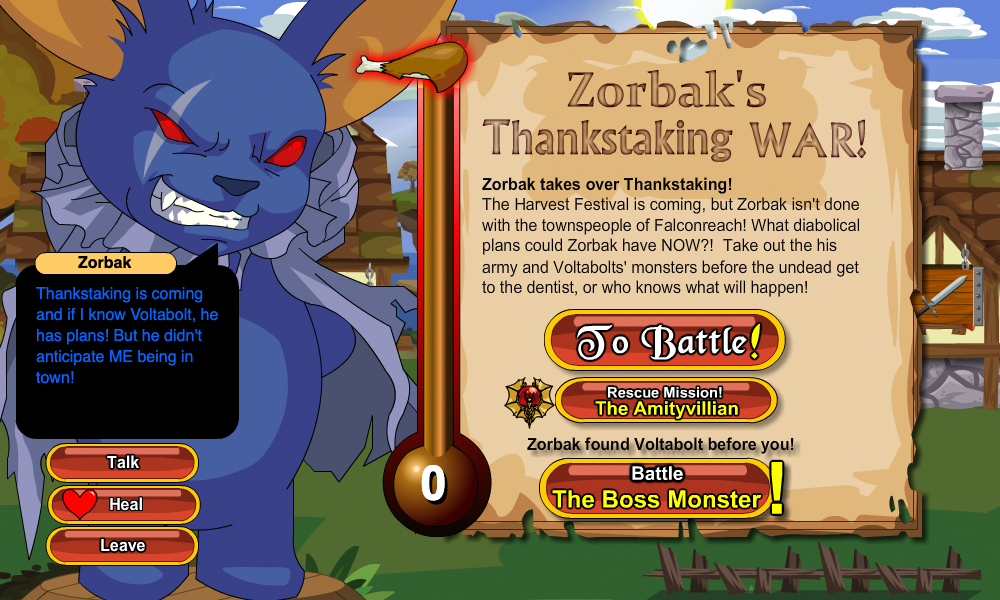 Zorbak's
Thankstaking WAR!
Zorbak takes over Thankstaking!
The Harvest Festival is coming, but Zorbak isn't done
with the townspeople of Falconreach! What diabolical
plans could Zorbak have NOW?!  Take out the his
army and Voltabolts' monsters before the undead get
to the dentist, or who knows what will happen!
To Battle!
Rescue Mission!
The Amityvillian
Zorbak found Voltabolt before you!
Battle
The Boss Monster!
0
Zorbak
Thankstaking is coming
and if I know Voltabolt, he
has plans! But he didn't
anticipate ME being in
town!
Talk
Heal
Leave